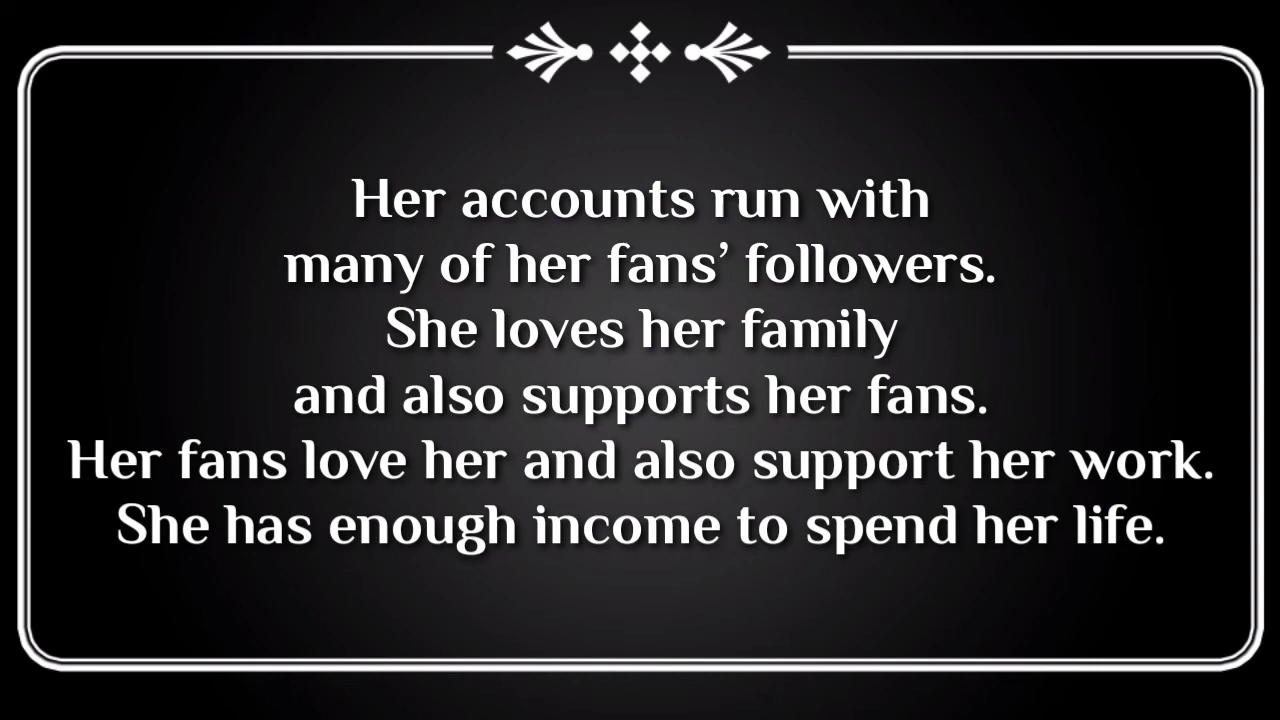 Her accounts run with
many of her fans’ followers.
She loves her family
and also supports her fans.
Her fans love her and also support her work.
She has enough income to spend her life.